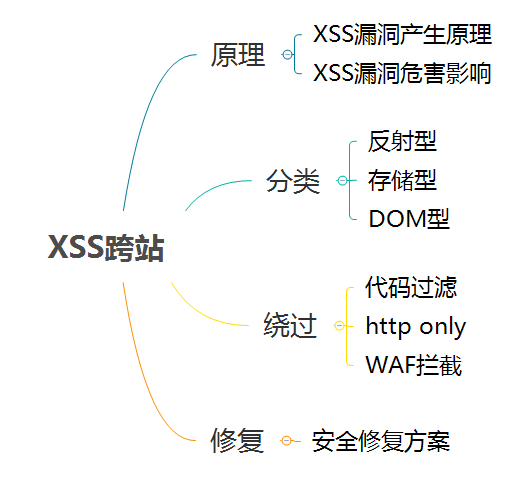 XSS跨站
原理
XSS漏洞产生原理
XSS漏洞危害影响
分类
反射型
存储型
DOM型
绕过
代码过滤
http only
WAF拦截
修复
安全修复方案